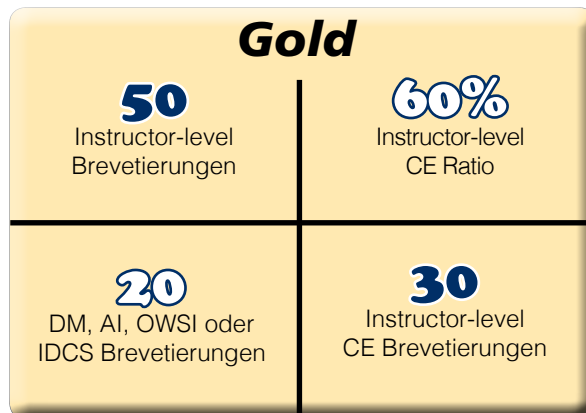 Gold
50
Instructor-level
Brevetierungen
60%
Instructor-level
CE Ratio
20
DM, AI, OWSI oder
IDCS Brevetierungen
30
Instructor-level
CE Brevetierungen